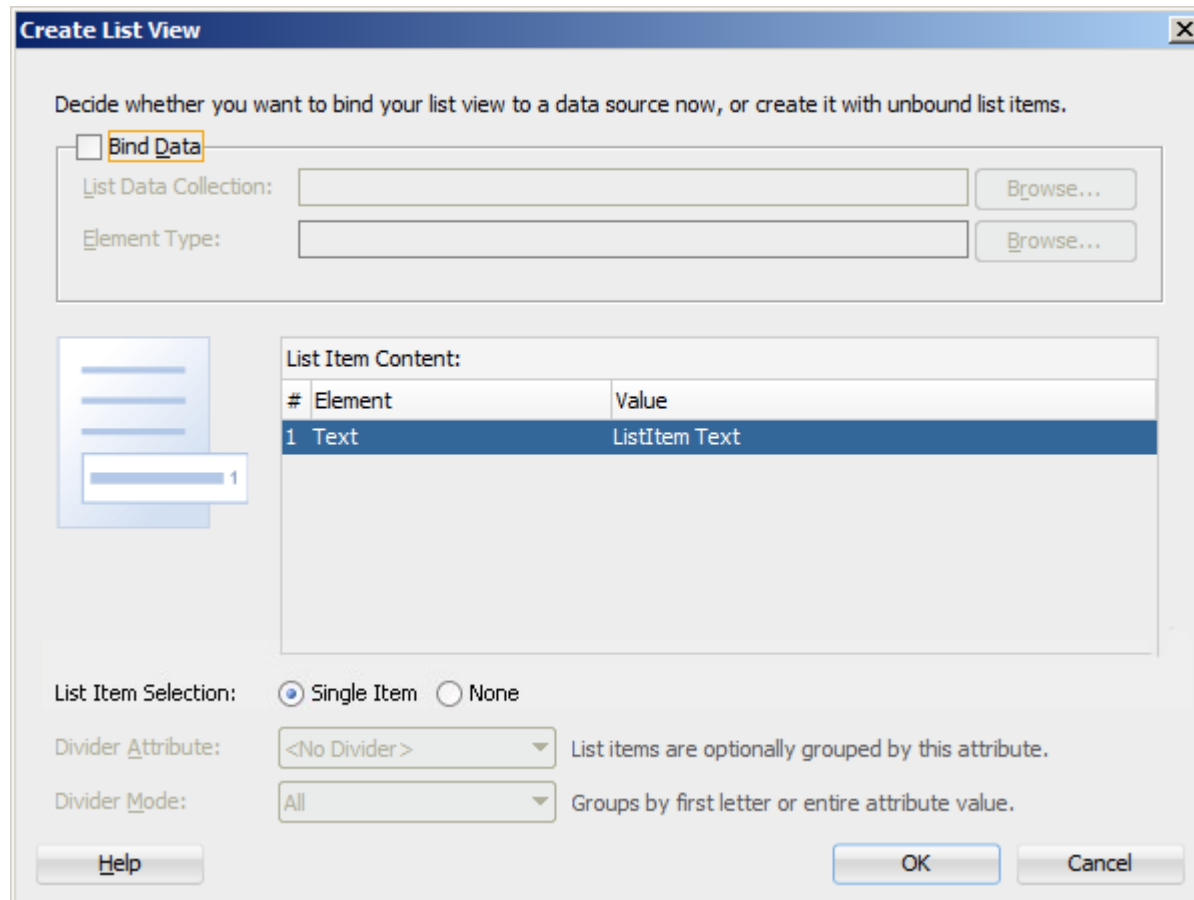 Create List View
Decide whether you want to bind your list view to a data source now, or create it with unbound list items.
Bind Data
List Data Collection: Browse...
Element Type: Browse...
List Item Content:
# Element Value
1 Text ListItem Text
1
List Item Selection: Single Item None
Divider Attribute: <No Divider> List items are optionally grouped by this attribute.
Divider Mode: All Groups by first letter or entire attribute value.
Help OK Cancel